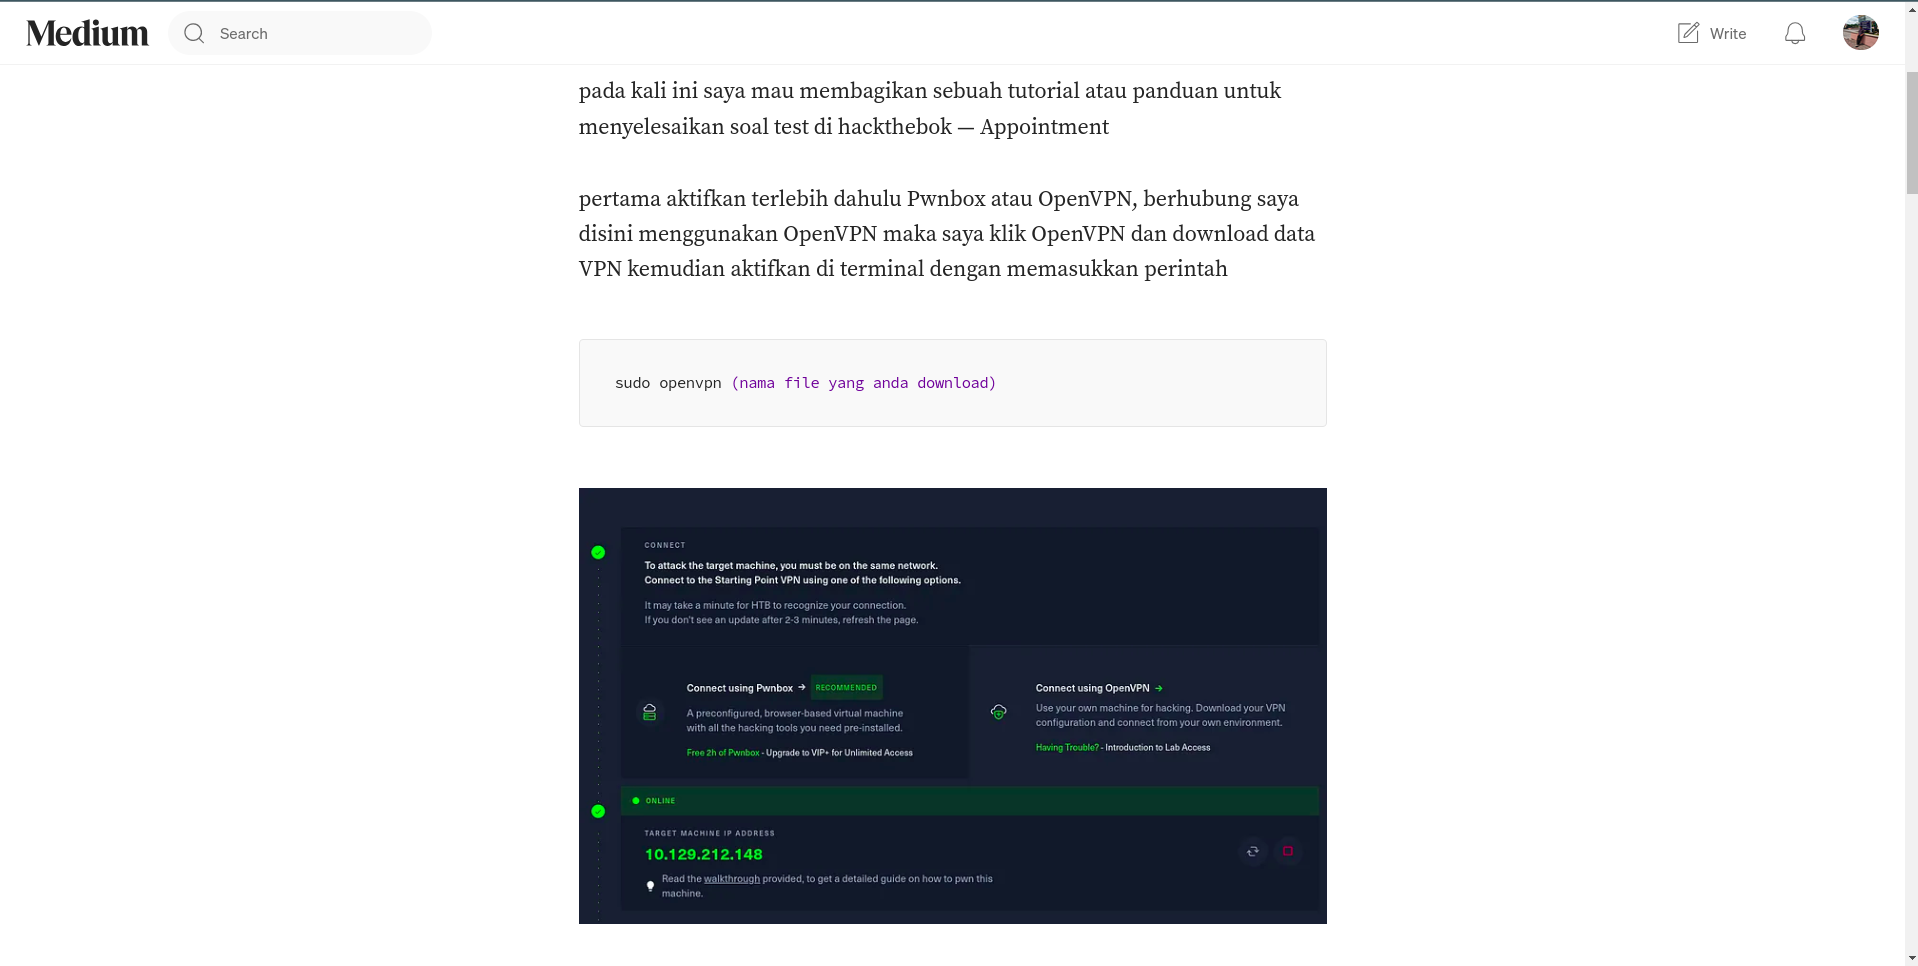 Medium
Search
Write
pada kali ini saya mau membagikan sebuah tutorial atau panduan untuk
menyelesaikan soal test di hackthebok — Appointment
pertama aktifkan terlebih dahulu Pwnbox atau OpenVPN, berhubung saya
disini menggunakan OpenVPN maka saya klik OpenVPN dan download data
VPN kemudian aktifkan di terminal dengan memasukkan perintah
sudo openvpn (nama file yang anda download)
CONNECT
To attack the target machine, you must be on the same network.
Connect to the Starting Point VPN using one of the following options.
It may take a minute for HTB to recognize your connection.
If you don't see an update after 2-3 minutes, refresh the page.
Connect using Pwnbox → RECOMMENDED
A preconfigured, browser-based virtual machine
with all the hacking tools you need pre-installed.
Free 2h of Pwnbox - Upgrade to VIP+ for Unlimited Access
Connect using OpenVPN →
Use your own machine for hacking. Download your VPN
configuration and connect from your own environment.
Having Trouble? - Introduction to Lab Access
ONLINE
TARGET MACHINE IP ADDRESS
10.129.212.148
Read the walkthrough provided, to get a detailed guide on how to pwn this
machine.